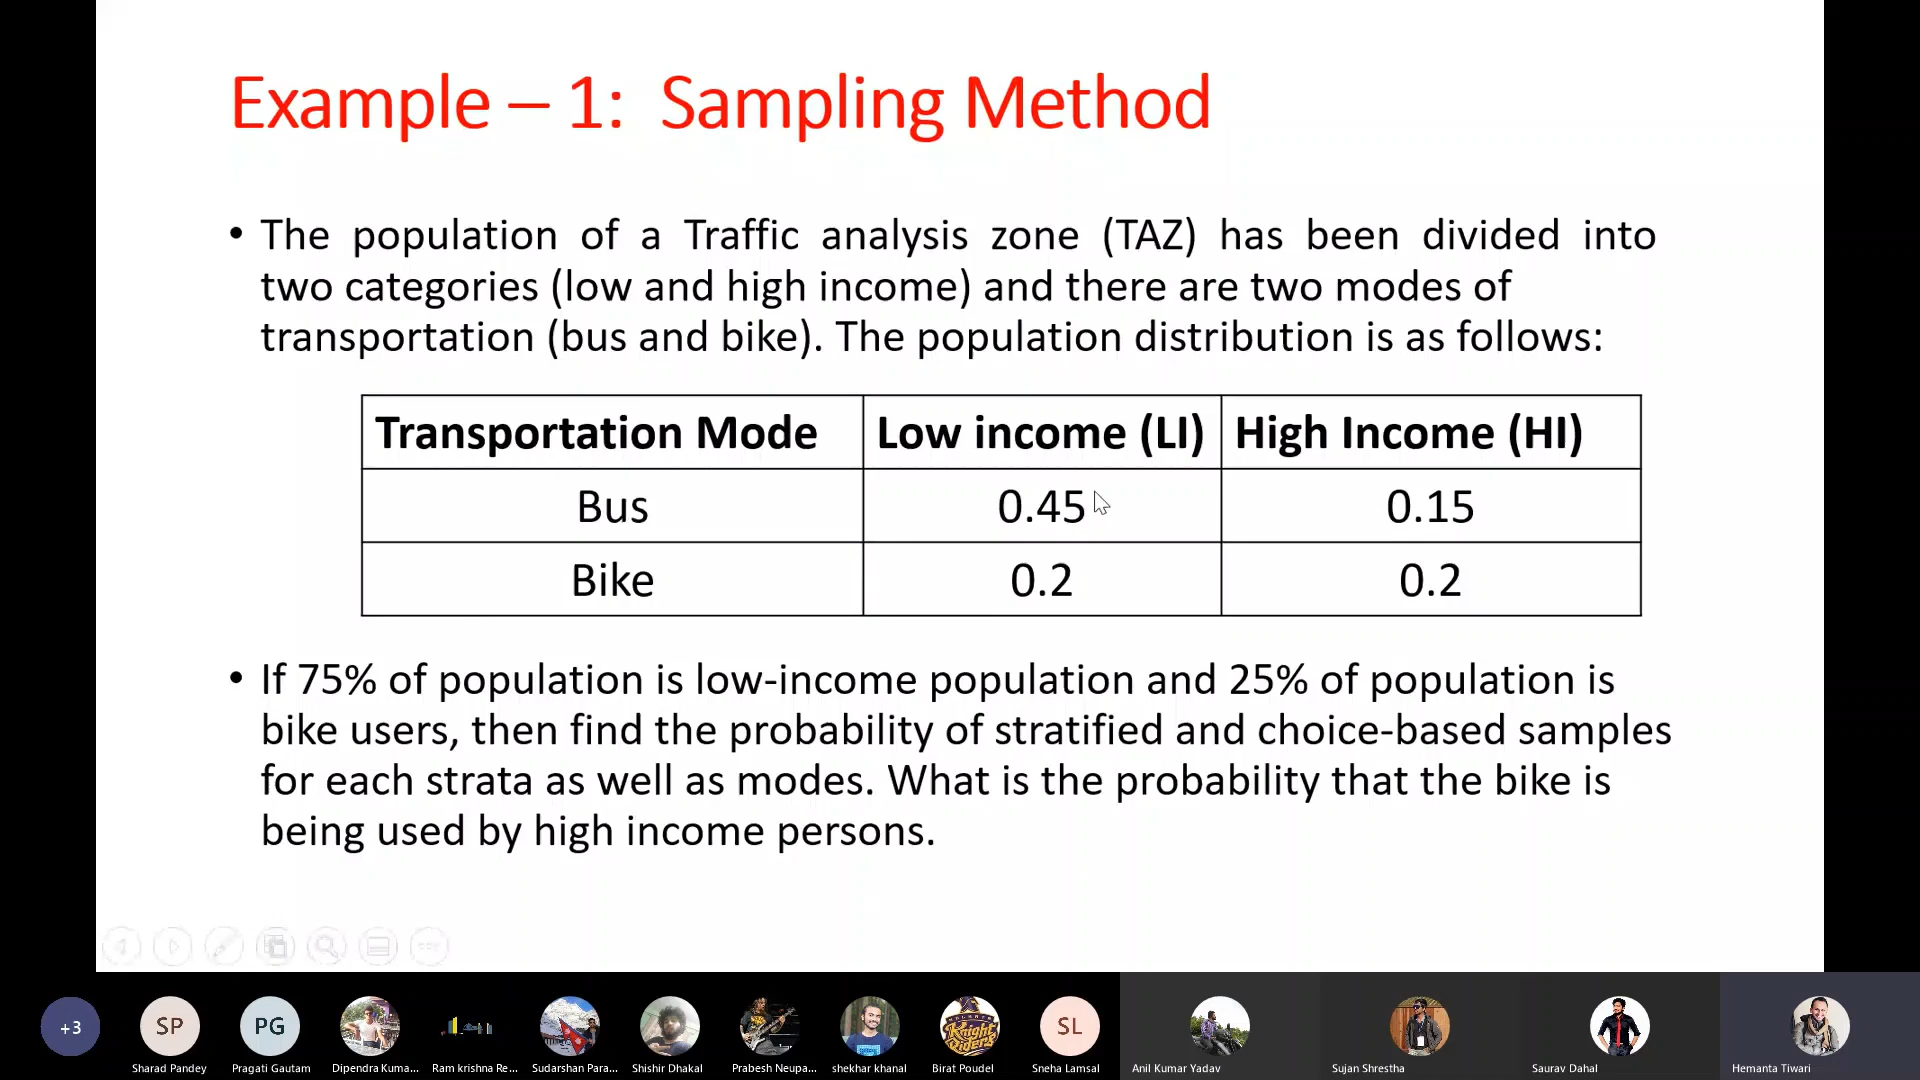 Example – 1: Sampling Method
• The population of a Traffic analysis zone (TAZ) has been divided into
two categories (low and high income) and there are two modes of
transportation (bus and bike). The population distribution is as follows:
Transportation Mode Low income (LI) High Income (HI)
Bus 0.45 0.15
Bike 0.2 0.2
• If 75% of population is low-income population and 25% of population is
bike users, then find the probability of stratified and choice-based samples
for each strata as well as modes. What is the probability that the bike is
being used by high income persons.
+3 SP PG SL
Sharad Pandey Pragati Gautam Dipendra Kuma... Ram krishna Re... Sudarshan Para... Shishir Dhakal Prabesh Neupa... shekhar khanal Birat Poudel Sneha Lamsal Anil Kumar Yadav Sujan Shrestha Saurav Dahal Hemanta Tiwari